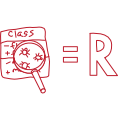 class
= R